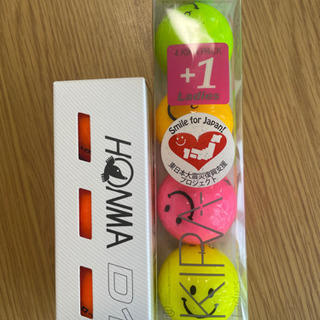 HONMA
D1
+1
Ladies
Smile for Japan!
東日本大震災復興支援
プロジェクト
KIRA